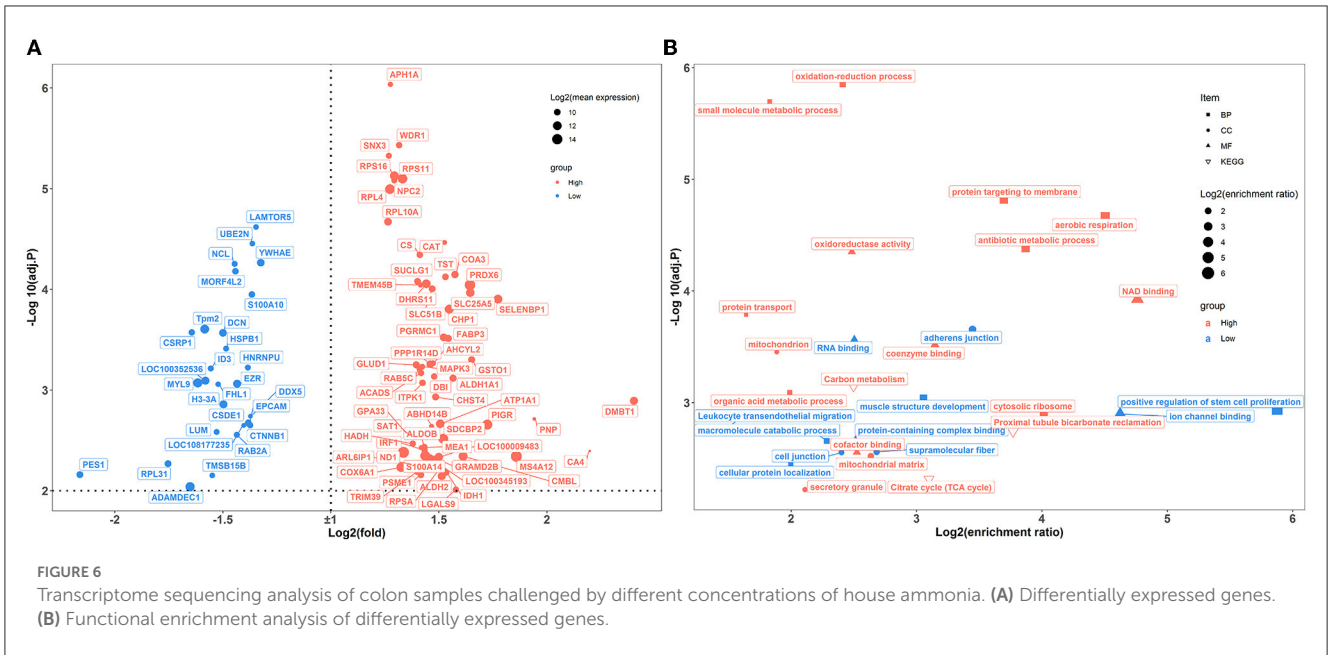 A
B
-Log 10(adj.P)
6
5
4
3
2
-2
-1.5
±1
1.5
2
Log2(fold)
Log2(mean expression)
10
12
14
group
High
Low
APH1A
WDR1
SNX3
RPS16
RPS11
RPL4
NPC2
RPL10A
LAMTOR5
UBE2N
NCL
YWHAE
MORF4L2
S100A10
CS
CAT
TST
COA3
SUCLG1
PRDX6
TMEM45B
DHRS11
SLC25A5
SELENBP1
SLC51B
CHP1
Tpm2
DCN
CSRP1
HSPB1
PGRMC1
FABP3
ID3
HNRNPU
LOC100352536
EZR
MYL9
DDX5
H3-3A
FHL1
EPCAM
CSDE1
LUM
CTNNB1
LOC108177235
RAB2A
PES1
RPL31
TMSB15B
ADAMDEC1
PPP1R14D
AHCYL2
GLUD1
MAPK3
GSTO1
RAB5C
DBI
ALDH1A1
ACADS
ITPK1
CHST4
DMBT1
GPA33
ABHD14B
ATP1A1
PIGR
SAT1
SDCBP2
PNP
HADH
ALDOB
IRF1
MEA1
LOC100009483
CA4
ARL6IP1
ND1
S100A14
GRAMD2B
MS4A12
COX6A1
PSME1
LOC100345193
CMBL
TRIM39
ALDH2
RPSA
IDH1
LGALS9
-Log 10(adj.P)
6
5
4
3
2
3
4
5
6
Log2(enrichment ratio)
Item
BP
CC
MF
KEGG
Log2(enrichment ratio)
2
3
4
5
6
group
a High
a Low
oxidation-reduction process
small molecule metabolic process
protein targeting to membrane
aerobic respiration
oxidoreductase activity
antibiotic metabolic process
NAD binding
protein transport
adherens junction
mitochondrion
RNA binding
coenzyme binding
Carbon metabolism
organic acid metabolic process
muscle structure development
cytosolic ribosome
positive regulation of stem cell proliferation
Leukocyte transendothelial migration
ion channel binding
Proximal tubule bicarbonate reclamation
macromolecule catabolic process
protein-containing complex binding
cofactor binding
cell junction
supramolecular fiber
mitochondrial matrix
cellular protein localization
secretory granule
Citrate cycle (TCA cycle)
FIGURE 6
Transcriptome sequencing analysis of colon samples challenged by different concentrations of house ammonia. (A) Differentially expressed genes.
(B) Functional enrichment analysis of differentially expressed genes.